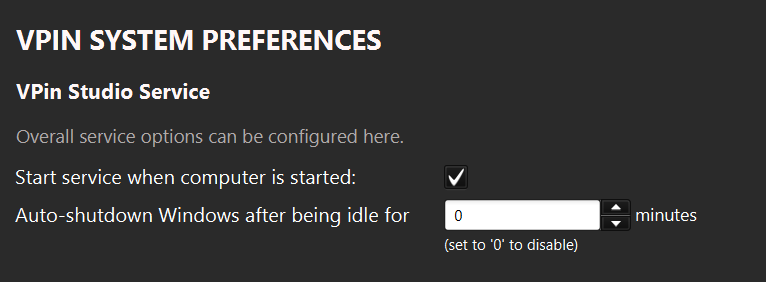 VPIN SYSTEM PREFERENCES
VPin Studio Service
Overall service options can be configured here.
Start service when computer is started:
Auto-shutdown Windows after being idle for 0 minutes
(set to '0' to disable)